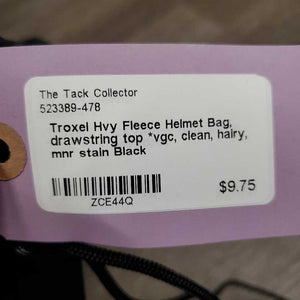 The Tack Collector
523389-478
Troxel Hvy Fleece Helmet Bag,
drawstring top *vgc, clean, hairy,
mnr stain Black
$9.75
ZCE44Q